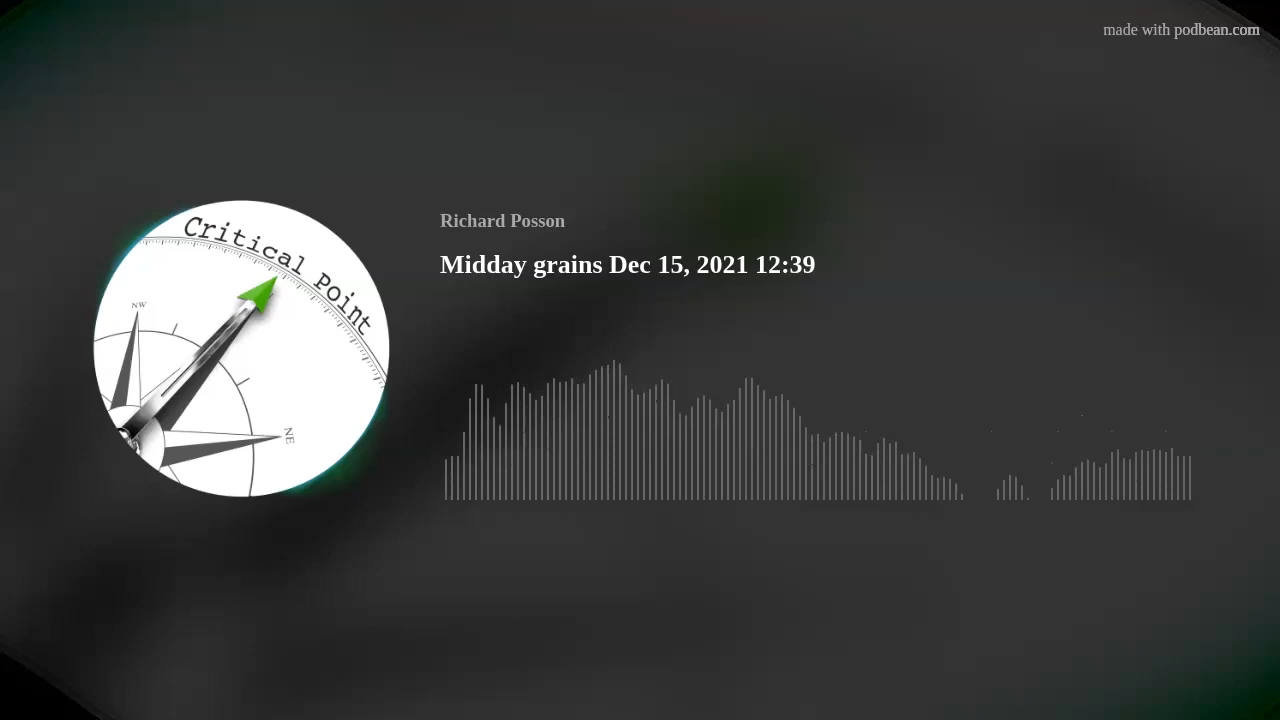 made with podbean.com
Critical Point
Richard Posson
Midday grains Dec 15, 2021 12:39
NW
NE